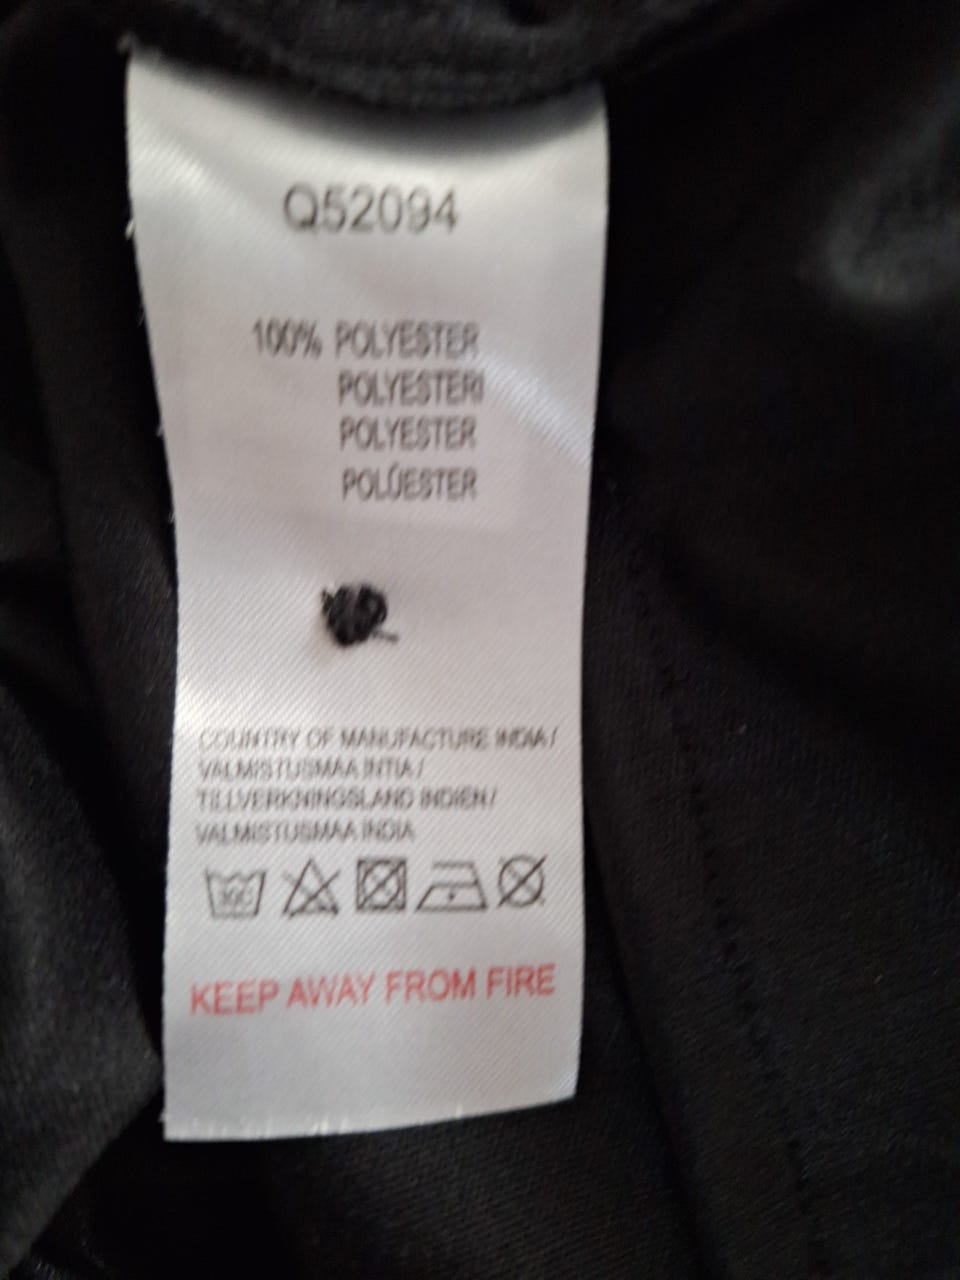 Q52094
100% POLYESTER
POLYESTERI
POLYESTER
POLÜESTER
COUNTRY OF MANUFACTURE INDIA /
VALMISTUSMAA INTIA /
TILLVERKNINGSLAND INDIEN /
VALMISTUSMAA INDIA
30C
KEEP AWAY FROM FIRE